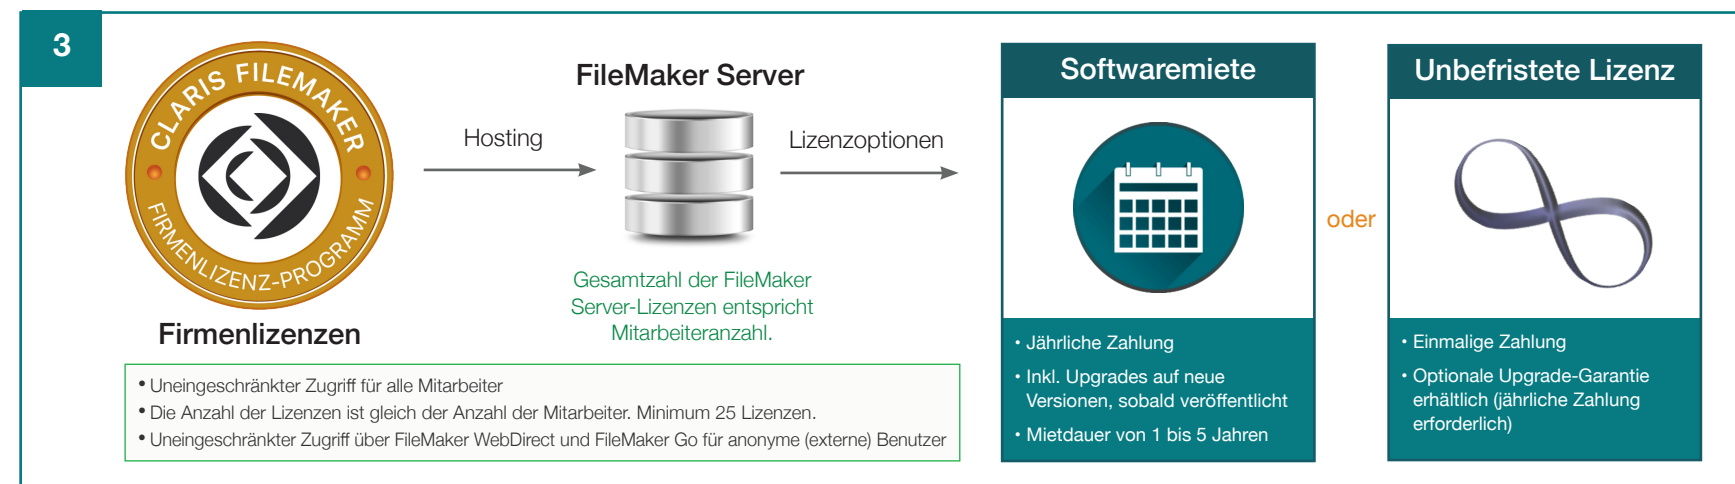 3
CLARIS FILEMAKER
FIRMENLIZENZ-PROGRAMM
Firmenlizenzen
Hosting
FileMaker Server
Gesamtzahl der FileMaker
Server-Lizenzen entspricht
Mitarbeiteranzahl.
Lizenzoptionen
• Uneingeschränkter Zugriff für alle Mitarbeiter
• Die Anzahl der Lizenzen ist gleich der Anzahl der Mitarbeiter. Minimum 25 Lizenzen.
• Uneingeschränkter Zugriff über FileMaker WebDirect und FileMaker Go für anonyme (externe) Benutzer
Softwaremiete
• Jährliche Zahlung
• Inkl. Upgrades auf neue
Versionen, sobald veröffentlicht
• Mietdauer von 1 bis 5 Jahren
oder
Unbefristete Lizenz
• Einmalige Zahlung
• Optionale Upgrade-Garantie
erhältlich (jährliche Zahlung
erforderlich)